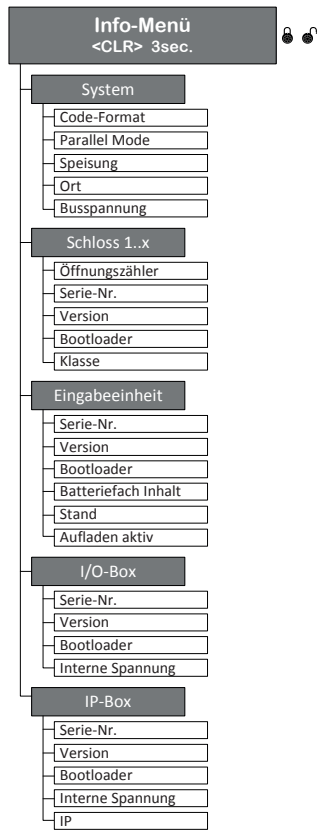 Info-Menü
<CLR> 3sec.
System
Code-Format
Parallel Mode
Speisung
Ort
Busspannung
Schloss 1..x
Öffnungszähler
Serie-Nr.
Version
Bootloader
Klasse
Eingabeeinheit
Serie-Nr.
Version
Bootloader
Batteriefach Inhalt
Stand
Aufladen aktiv
I/O-Box
Serie-Nr.
Version
Bootloader
Interne Spannung
IP-Box
Serie-Nr.
Version
Bootloader
Interne Spannung
IP